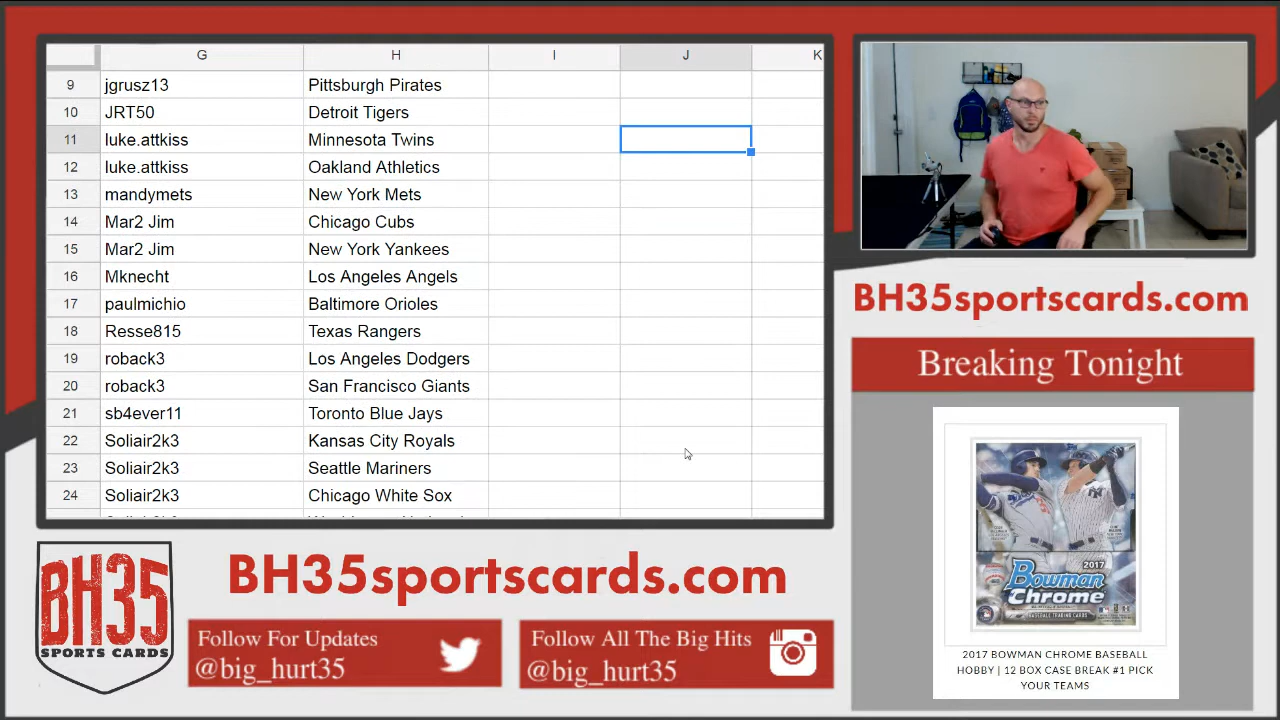 G H I J K
9 jgrusz13 Pittsburgh Pirates
10 JRT50 Detroit Tigers
11 luke.attkiss Minnesota Twins
12 luke.attkiss Oakland Athletics
13 mandymets New York Mets
14 Mar2 Jim Chicago Cubs
15 Mar2 Jim New York Yankees
16 Mknecht Los Angeles Angels
17 paulmichio Baltimore Orioles
18 Resse815 Texas Rangers
19 roback3 Los Angeles Dodgers
20 roback3 San Francisco Giants
21 sb4ever11 Toronto Blue Jays
22 Soliair2k3 Kansas City Royals
23 Soliair2k3 Seattle Mariners
24 Soliair2k3 Chicago White Sox
BH35sportscards.com
Breaking Tonight
2017
Bowman
Chrome
2017 BOWMAN CHROME BASEBALL
HOBBY | 12 BOX CASE BREAK #1 PICK
YOUR TEAMS
BH35
SPORTS CARDS
BH35sportscards.com
Follow For Updates
@big_hurt35
Follow All The Big Hits
@big_hurt35